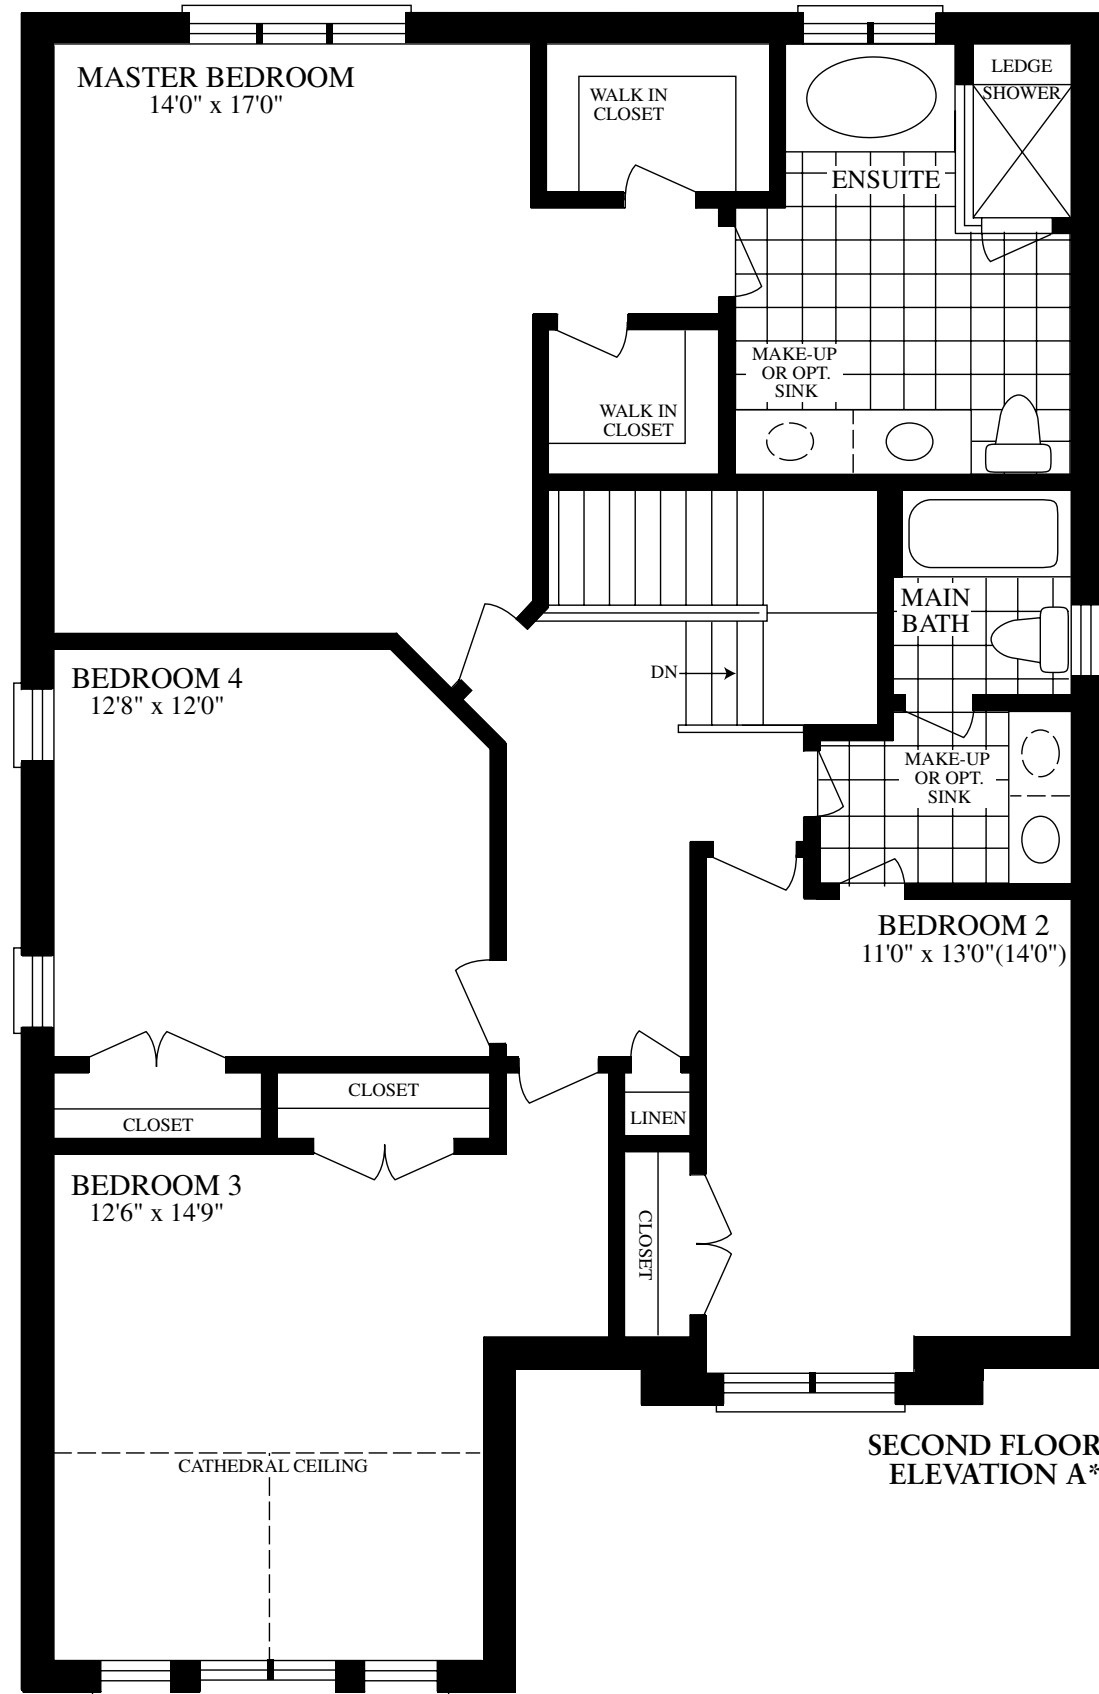 MASTER BEDROOM
14'0" x 17'0"
WALK IN
CLOSET
LEDGE
SHOWER
ENSUITE
MAKE-UP
OR OPT.
SINK
WALK IN
CLOSET
MAIN
BATH
DN
BEDROOM 4
12'8" x 12'0"
MAKE-UP
OR OPT.
SINK
BEDROOM 2
11'0" x 13'0"(14'0")
CLOSET
CLOSET
LINEN
BEDROOM 3
12'6" x 14'9"
CLOSET
CATHEDRAL CEILING
SECOND FLOOR
ELEVATION A*